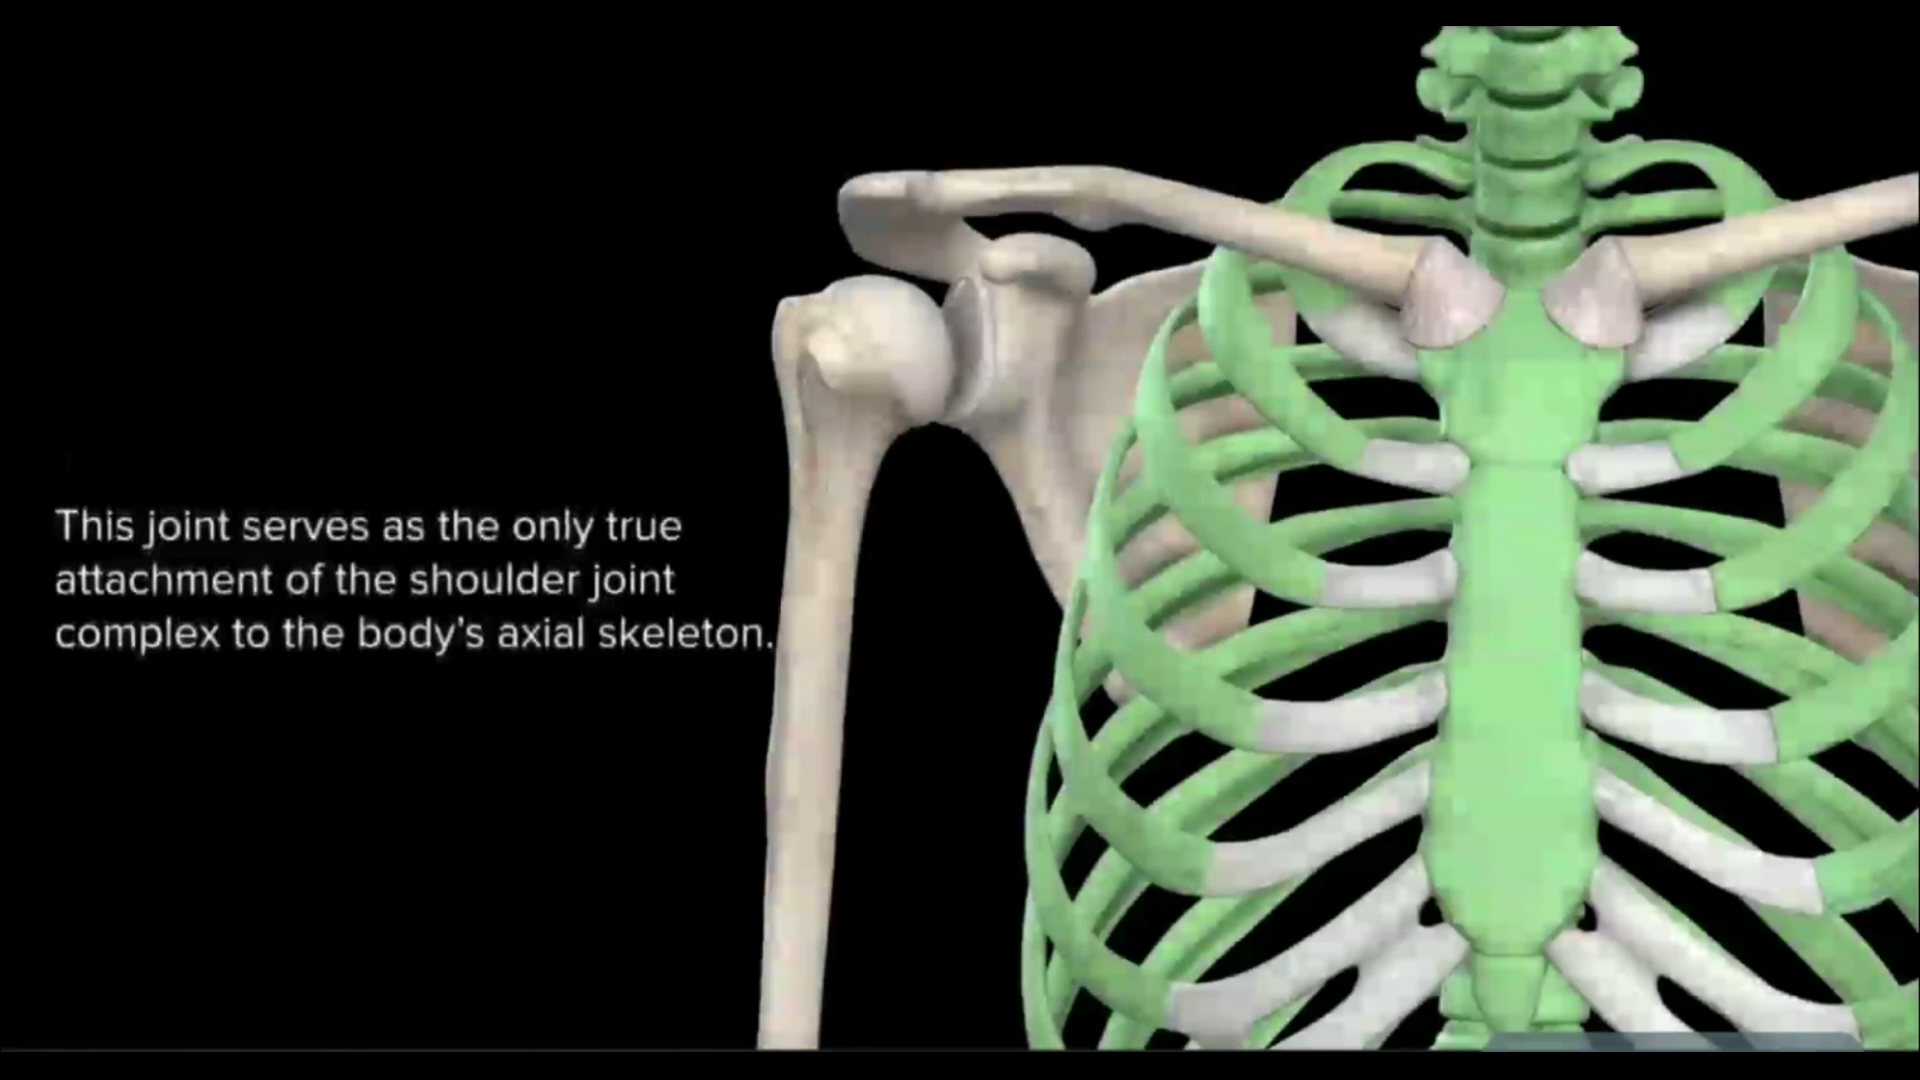 This joint serves as the only true
attachment of the shoulder joint
complex to the body's axial skeleton.